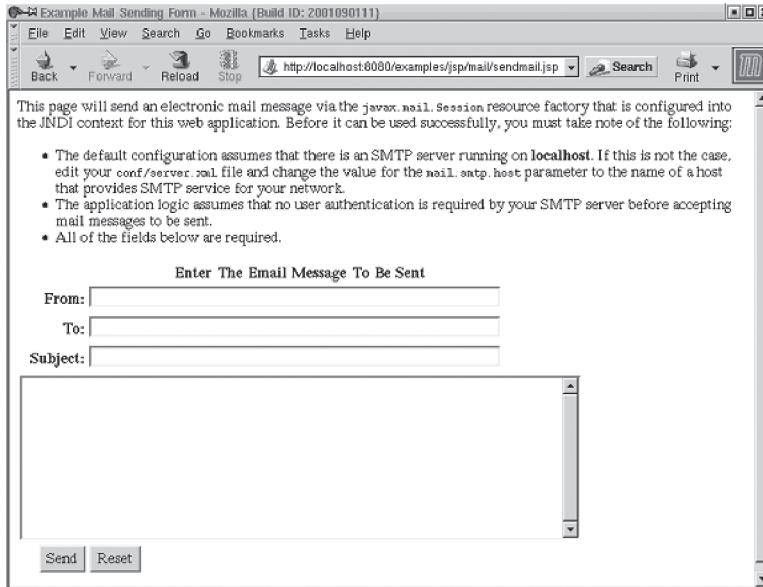 Example Mail Sending Form - Mozilla {Build ID: 2001090111}
File Edit View Search Go Bookmarks Tasks Help
http://localhost:8080/examples/jsp/mail/sendmail.jsp Search
Back Forward Reload Stop Print
This page will send an electronic mail message via the javax.mail.Session resource factory that is configured into
the JNDI context for this web application. Before it can be used successfully, you must take note of the following:
• The default configuration assumes that there is an SMTP server running on localhost. If this is not the case,
edit your conf/server.xml file and change the value for the mail.smtp.host parameter to the name of a host
that provides SMTP service for your network.
• The application logic assumes that no user authentication is required by your SMTP server before accepting
mail messages to be sent.
• All of the fields below are required.
Enter The Email Message To Be Sent
From:
To:
Subject:
Send Reset